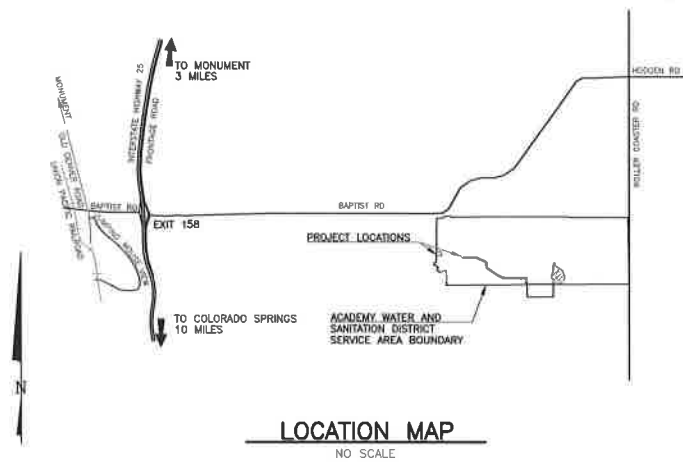 TO MONUMENT
3 MILES
INTERSTATE HIGHWAY 25
FRONTAGE ROAD
MONUMENT
OLD DENVER ROAD
UNION PACIFIC RAILROAD
HODGEN RD
ROLLER COASTER RD
BAPTIST RD
BAPTIST RD
EXIT 158
PROJECT LOCATIONS
TO COLORADO SPRINGS
10 MILES
ACADEMY WATER AND
SANITATION DISTRICT
SERVICE AREA BOUNDARY
N
LOCATION MAP
NO SCALE